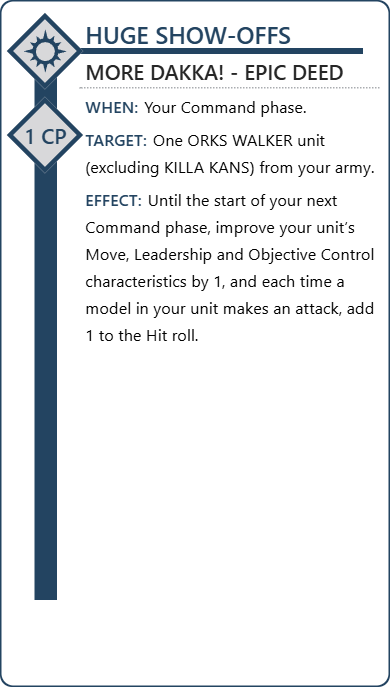 HUGE SHOW-OFFS
MORE DAKKA! - EPIC DEED
WHEN: Your Command phase.
1 CP
TARGET: One ORKS WALKER unit
(excluding KILLA KANS) from your army.
EFFECT: Until the start of your next
Command phase, improve your unit’s
Move, Leadership and Objective Control
characteristics by 1, and each time a
model in your unit makes an attack, add
1 to the Hit roll.